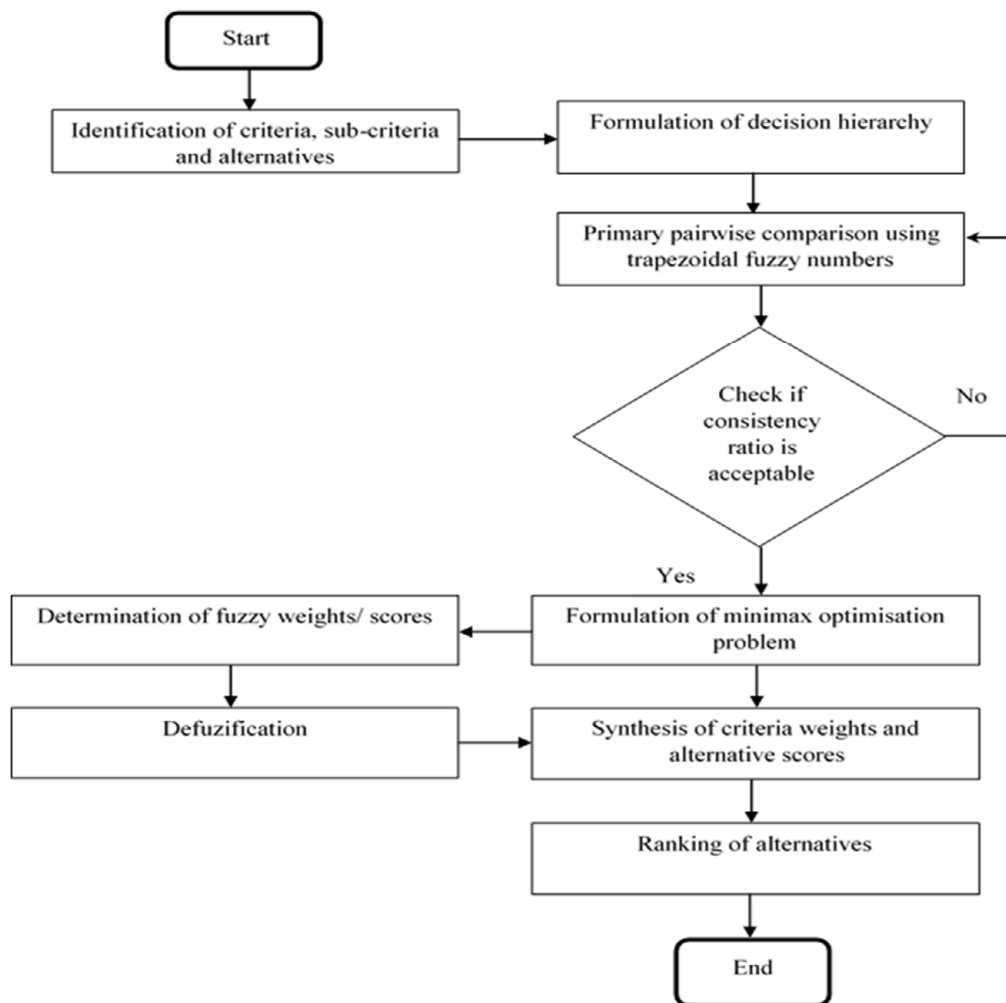 Start
Identification of criteria, sub-criteria
and alternatives
Formulation of decision hierarchy
Primary pairwise comparison using
trapezoidal fuzzy numbers
Check if
consistency
ratio is
acceptable
No
Yes
Formulation of minimax optimisation
problem
Determination of fuzzy weights/ scores
Defuzification
Synthesis of criteria weights and
alternative scores
Ranking of alternatives
End